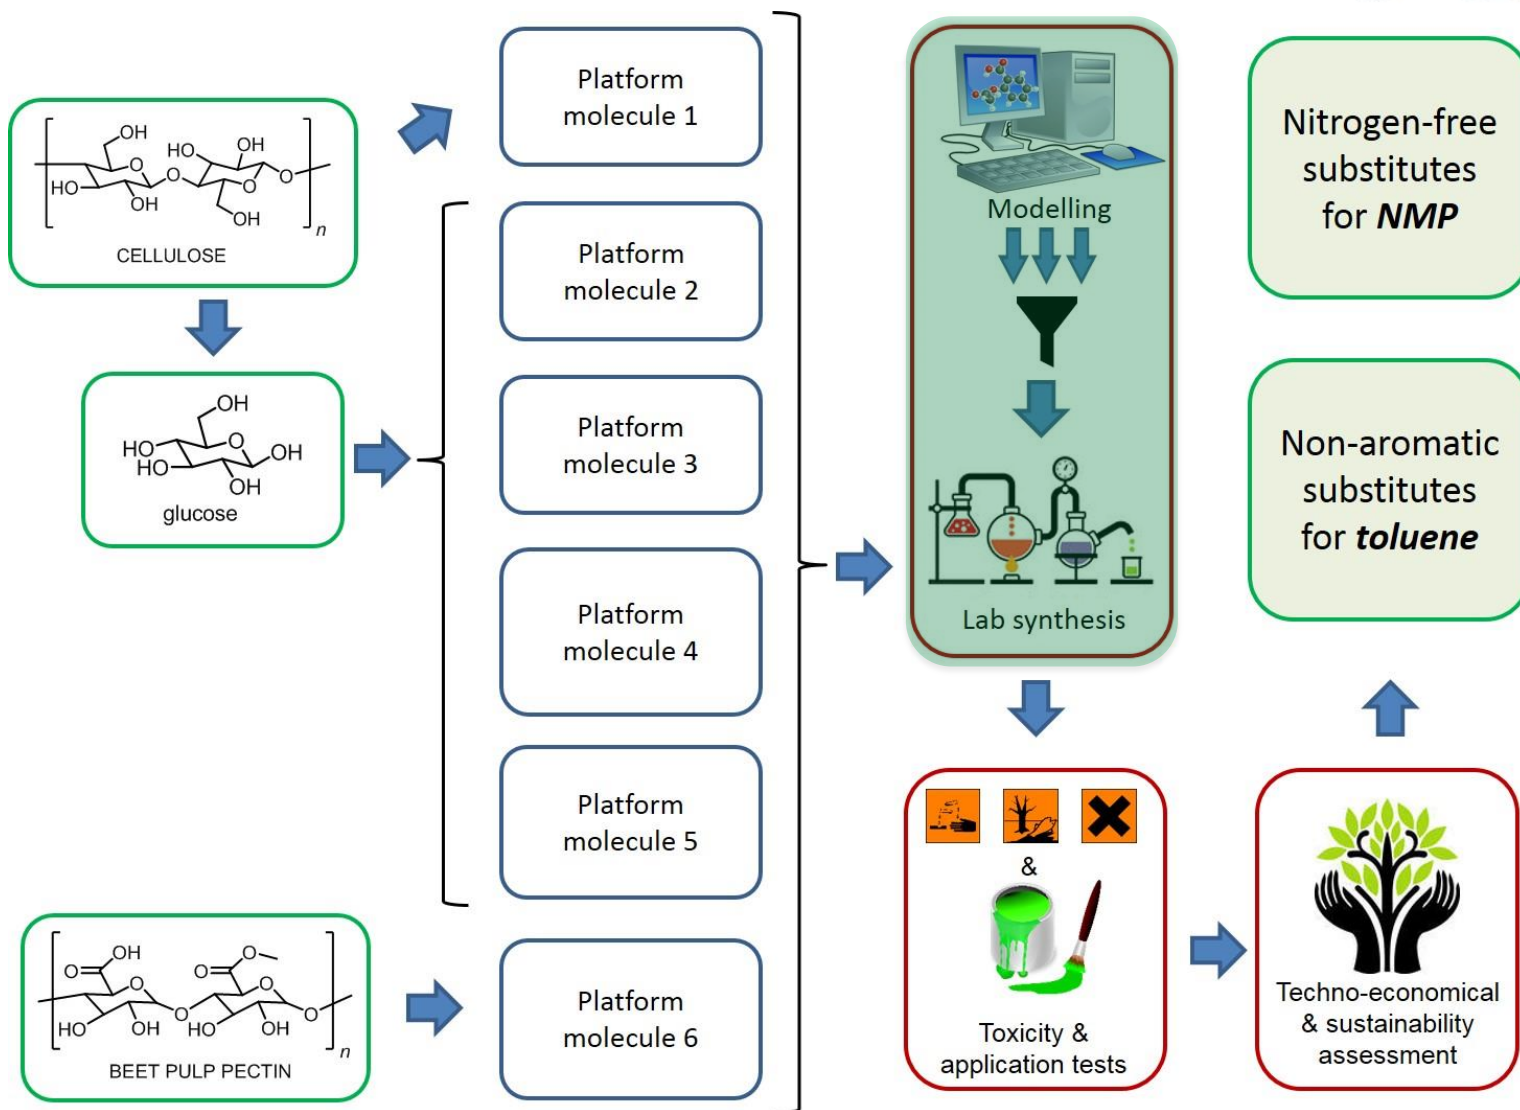 OH
O
HO
OH
HO
OH
O
HO
O
OH
O
n
CELLULOSE
OH
HO
O
HO
OH
OH
glucose
OH
O
O
HO
OH
O
O
O
O
HO
OH
O
n
BEET PULP PECTIN
Platform
molecule 1
Platform
molecule 2
Platform
molecule 3
Platform
molecule 4
Platform
molecule 5
Platform
molecule 6
Modelling
Lab synthesis
&
Toxicity &
application tests
Techno-economical
& sustainability
assessment
Nitrogen-free
substitutes
for NMP
Non-aromatic
substitutes
for toluene